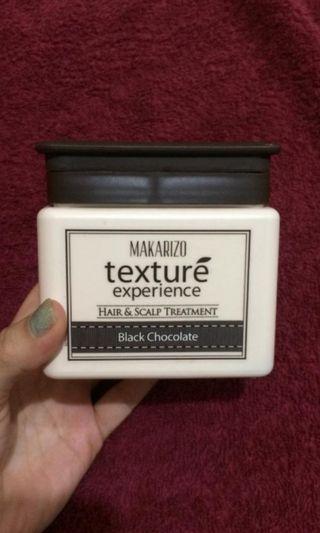 MAKARIZO
texturé
experience
HAIR & SCALP TREATMENT
Black Chocolate